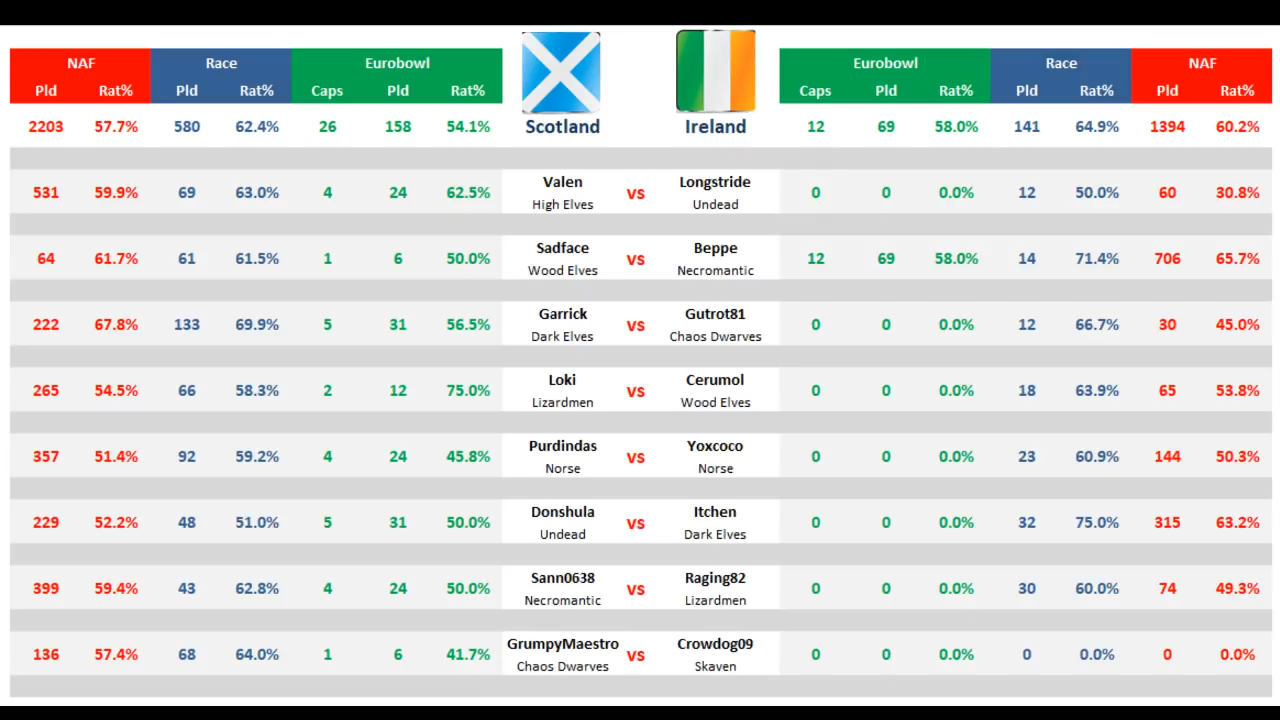 NAF Race Eurobowl Eurobowl Race NAF
Pld Rat% Pld Rat% Caps Pld Rat% Caps Pld Rat% Pld Rat% Pld Rat%
2203 57.7% 580 62.4% 26 158 54.1% Scotland Ireland 12 69 58.0% 141 64.9% 1394 60.2%
Valen Longstride
531 59.9% 69 63.0% 4 24 62.5% vs 0 0 0.0% 12 50.0% 60 30.8%
High Elves Undead
Sadface Beppe
64 61.7% 61 61.5% 1 6 50.0% vs 12 69 58.0% 14 71.4% 706 65.7%
Wood Elves Necromantic
Garrick Gutrot81
222 67.8% 133 69.9% 5 31 56.5% vs 0 0 0.0% 12 66.7% 30 45.0%
Dark Elves Chaos Dwarves
Loki Cerumol
265 54.5% 66 58.3% 2 12 75.0% vs 0 0 0.0% 18 63.9% 65 53.8%
Lizardmen Wood Elves
Purdindas Yoxcoco
357 51.4% 92 59.2% 4 24 45.8% vs 0 0 0.0% 23 60.9% 144 50.3%
Norse Norse
Donshula Itchen
229 52.2% 48 51.0% 5 31 50.0% vs 0 0 0.0% 32 75.0% 315 63.2%
Undead Dark Elves
Sann0638 Raging82
399 59.4% 43 62.8% 4 24 50.0% vs 0 0 0.0% 30 60.0% 74 49.3%
Necromantic Lizardmen
GrumpyMaestro Crowdog09
136 57.4% 68 64.0% 1 6 41.7% vs 0 0 0.0% 0 0.0% 0 0.0%
Chaos Dwarves Skaven